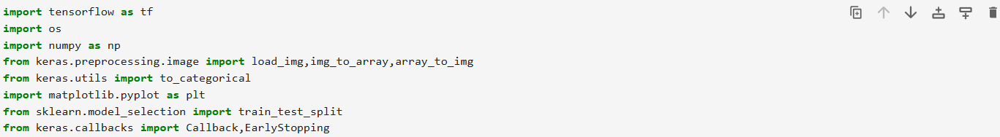 import tensorflow as tf
import os
import numpy as np
from keras.preprocessing.image import load_img,img_to_array,array_to_img
from keras.utils import to_categorical
import matplotlib.pyplot as plt
from sklearn.model_selection import train_test_split
from keras.callbacks import Callback,EarlyStopping